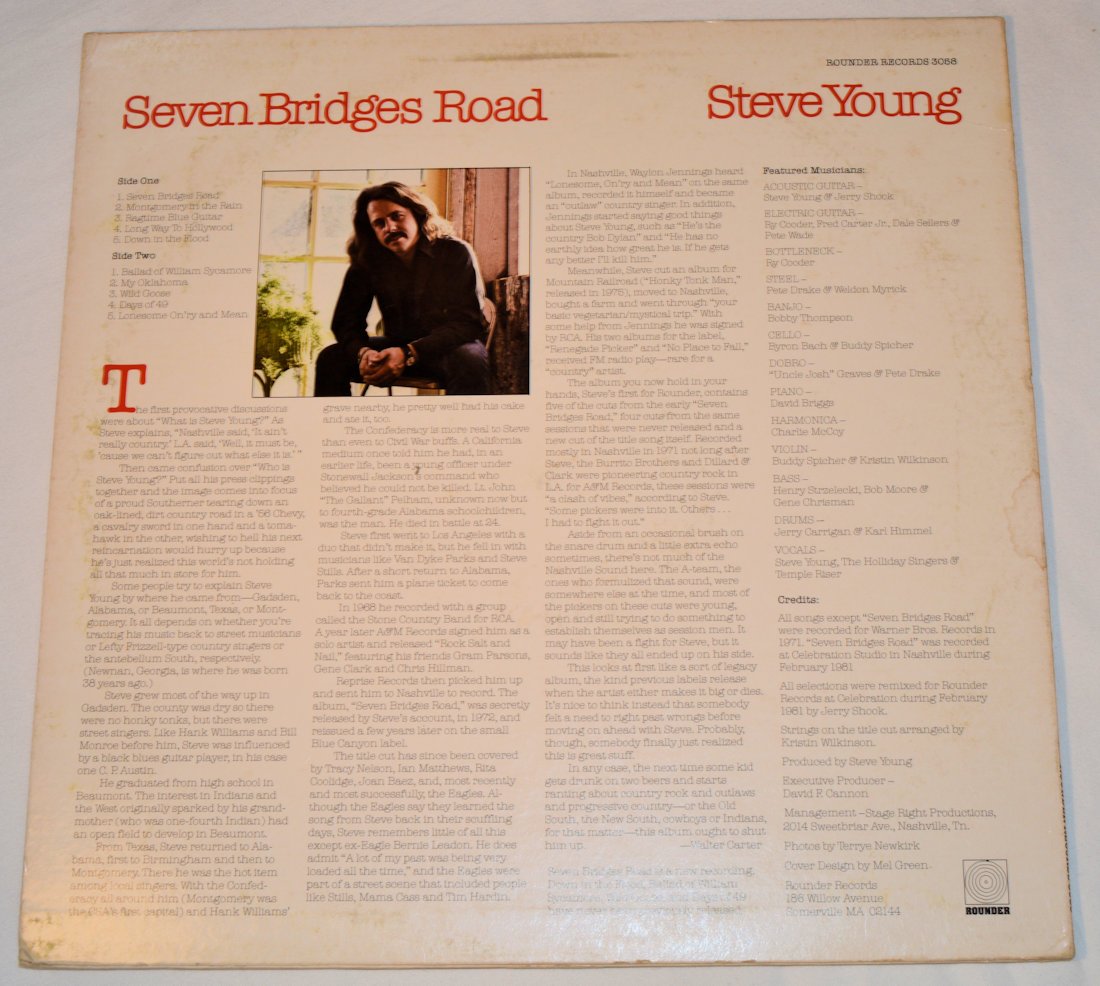 ROUNDER RECORDS 3058
Seven Bridges Road
Steve Young
Side One
1. Seven Bridges Road
2. Montgomery in the Rain
3. Ragtime Blue Guitar
4. Long Way To Hollywood
5. Down in the Flood
Side Two
1. Ballad of William Sycamore
2. My Oklahoma
3. Wild Goose
4. Days of 49
5. Lonesome On'ry and Mean
The first provocative discussions
were about "What is Steve Young?" As
Steve explains, "Nashville said, 'It ain't
really country.' L.A. said, 'Well, it must be,
'cause we can't figure out what else it is.'"
Then came confusion over "Who is
Steve Young?" Put all his press clippings
together and the image comes into focus
of a proud Southerner tearing down an
oak-lined, dirt country road in a '56 Chevy,
a cavalry sword in one hand and a toma-
hawk in the other, wishing to hell his next
reincarnation would hurry up because
he's just realized this world's not holding
all that much in store for him.
Some people try to explain Steve
Young by where he came from—Gadsden,
Alabama, or Beaumont, Texas, or Mont-
gomery. It all depends on whether you're
tracing his music back to street musicians
or Lefty Frizzell-type country singers or
the antebellum South, respectively.
(Newnan, Georgia, is where he was born
38 years ago.)
Steve grew most of the way up in
Gadsden. The county was dry so there
were no honky tonks, but there were
street singers. Like Hank Williams and Bill
Monroe before him, Steve was influenced
by a black blues guitar player, in his case
one C. P. Austin.
He graduated from high school in
Beaumont. The interest in Indians and
the West originally sparked by his grand-
mother (who was one-fourth Indian) had
an open field to develop in Beaumont.
From Texas, Steve returned to Ala-
bama, first to Birmingham and then to
Montgomery. There he was the hot item
among local singers. With the Confed-
eracy all around him (Montgomery was
the CSA's first capital) and Hank Williams'
grave nearby, he pretty well had his cake
and ate it, too.
The Confederacy is more real to Steve
than even to Civil War buffs. A California
medium once told him he had, in an
earlier life, been a young officer under
Stonewall Jackson's command who
believed he could not be killed. Lt. John
"The Gallant" Pelham, unknown now but
to fourth-grade Alabama schoolchildren,
was the man. He died in battle at 24.
Steve first went to Los Angeles with a
duo that didn't make it, but he fell in with
musicians like Van Dyke Parks and Steve
Stills. After a short return to Alabama,
Parks sent him a plane ticket to come
back to the coast.
In 1968 he recorded with a group
called the Stone Country Band for RCA.
A year later A&M Records signed him as a
solo artist and released "Rock Salt and
Nail," featuring his friends Gram Parsons,
Gene Clark and Chris Hillman.
Reprise Records then picked him up
and sent him to Nashville to record. The
album, "Seven Bridges Road," was secretly
released by Steve's account, in 1972, and
reissued a few years later on the small
Blue Canyon label.
The title cut has since been covered
by Tracy Nelson, Ian Matthews, Rita
Coolidge, Joan Baez, and, most recently
and most successfully, the Eagles. Al-
though the Eagles say they learned the
song from Steve back in their scuffling
days, Steve remembers little of all this
except ex-Eagle Bernie Leadon. He does
admit "A lot of my past was being very
loaded all the time," and the Eagles were
part of a street scene that included people
like Stills, Mama Cass and Tim Hardin.
In Nashville, Waylon Jennings heard
"Lonesome, On'ry and Mean" on the same
album, recorded it himself and became
an "outlaw" country singer. In addition,
Jennings started saying good things
about Steve Young, such as "He's the
country Bob Dylan" and "He has no
earthly idea how great he is. If he gets
any better I'll kill him."
Meanwhile, Steve cut an album for
Mountain Railroad ("Honky Tonk Man,"
released in 1975), moved to Nashville,
bought a farm and went through "your
basic vegetarian/mystical trip." With
some help from Jennings he was signed
by RCA. His two albums for the label,
"Renegade Picker" and "No Place to Fall,"
received FM radio play—rare for a
"country" artist.
The album you now hold in your
hands, Steve's first for Rounder, contains
five of the cuts from the early "Seven
Bridges Road," four cuts from the same
sessions that were never released and a
new cut of the title song itself. Recorded
mostly in Nashville in 1971 not long after
Steve, the Burrito Brothers and Dillard &
Clark were pioneering country rock in
L.A. for A&M Records, these sessions were
"a clash of vibes," according to Steve.
"Some pickers were into it. Others . . .
I had to fight it out."
Aside from an occasional brush on
the snare drum and a little extra echo
sometimes, there's not much of the
Nashville Sound here. The A-team, the
ones who formulized that sound, were
somewhere else at the time, and most of
the pickers on these cuts were young,
open and still trying to do something to
establish themselves as session men. It
may have been a fight for Steve, but it
sounds like they all ended up on his side.
This looks at first like a sort of legacy
album, the kind previous labels release
when the artist either makes it big or dies.
It's nice to think instead that somebody
felt a need to right past wrongs before
moving on ahead with Steve. Probably,
though, somebody finally just realized
this is great stuff.
In any case, the next time some kid
gets drunk on two beers and starts
ranting about country rock and outlaws
and progressive country—or the Old
South, the New South, cowboys or Indians,
for that matter—this album ought to shut
him up. —Walter Carter
Seven Bridges Road is a new recording.
Down in the Flood, Ballad of William
Sycamore, Wild Goose, and Days of 49
have never been previously released.
Featured Musicians:
ACOUSTIC GUITAR –
Steve Young & Jerry Shook
ELECTRIC GUITAR –
Ry Cooder, Fred Carter Jr., Dale Sellers &
Pete Wade
BOTTLENECK –
Ry Cooder
STEEL –
Pete Drake & Weldon Myrick
BANJO –
Bobby Thompson
CELLO –
Byron Bach & Buddy Spicher
DOBRO –
"Uncle Josh" Graves & Pete Drake
PIANO –
David Briggs
HARMONICA –
Charlie McCoy
VIOLIN –
Buddy Spicher & Kristin Wilkinson
BASS –
Henry Strzelecki, Bob Moore &
Gene Chrisman
DRUMS –
Jerry Carrigan & Karl Himmel
VOCALS –
Steve Young, The Holliday Singers &
Temple Riser
Credits:
All songs except "Seven Bridges Road"
were recorded for Warner Bros. Records in
1971. "Seven Bridges Road" was recorded
at Celebration Studio in Nashville during
February 1981
All selections were remixed for Rounder
Records at Celebration during February
1981 by Jerry Shook.
Strings on the title cut arranged by
Kristin Wilkinson.
Produced by Steve Young
Executive Producer –
David F. Cannon
Management –Stage Right Productions,
2014 Sweetbriar Ave., Nashville, Tn.
Photos by Terrye Newkirk
Cover Design by Mel Green
Rounder Records
186 Willow Avenue
Somerville MA 02144
ROUNDER